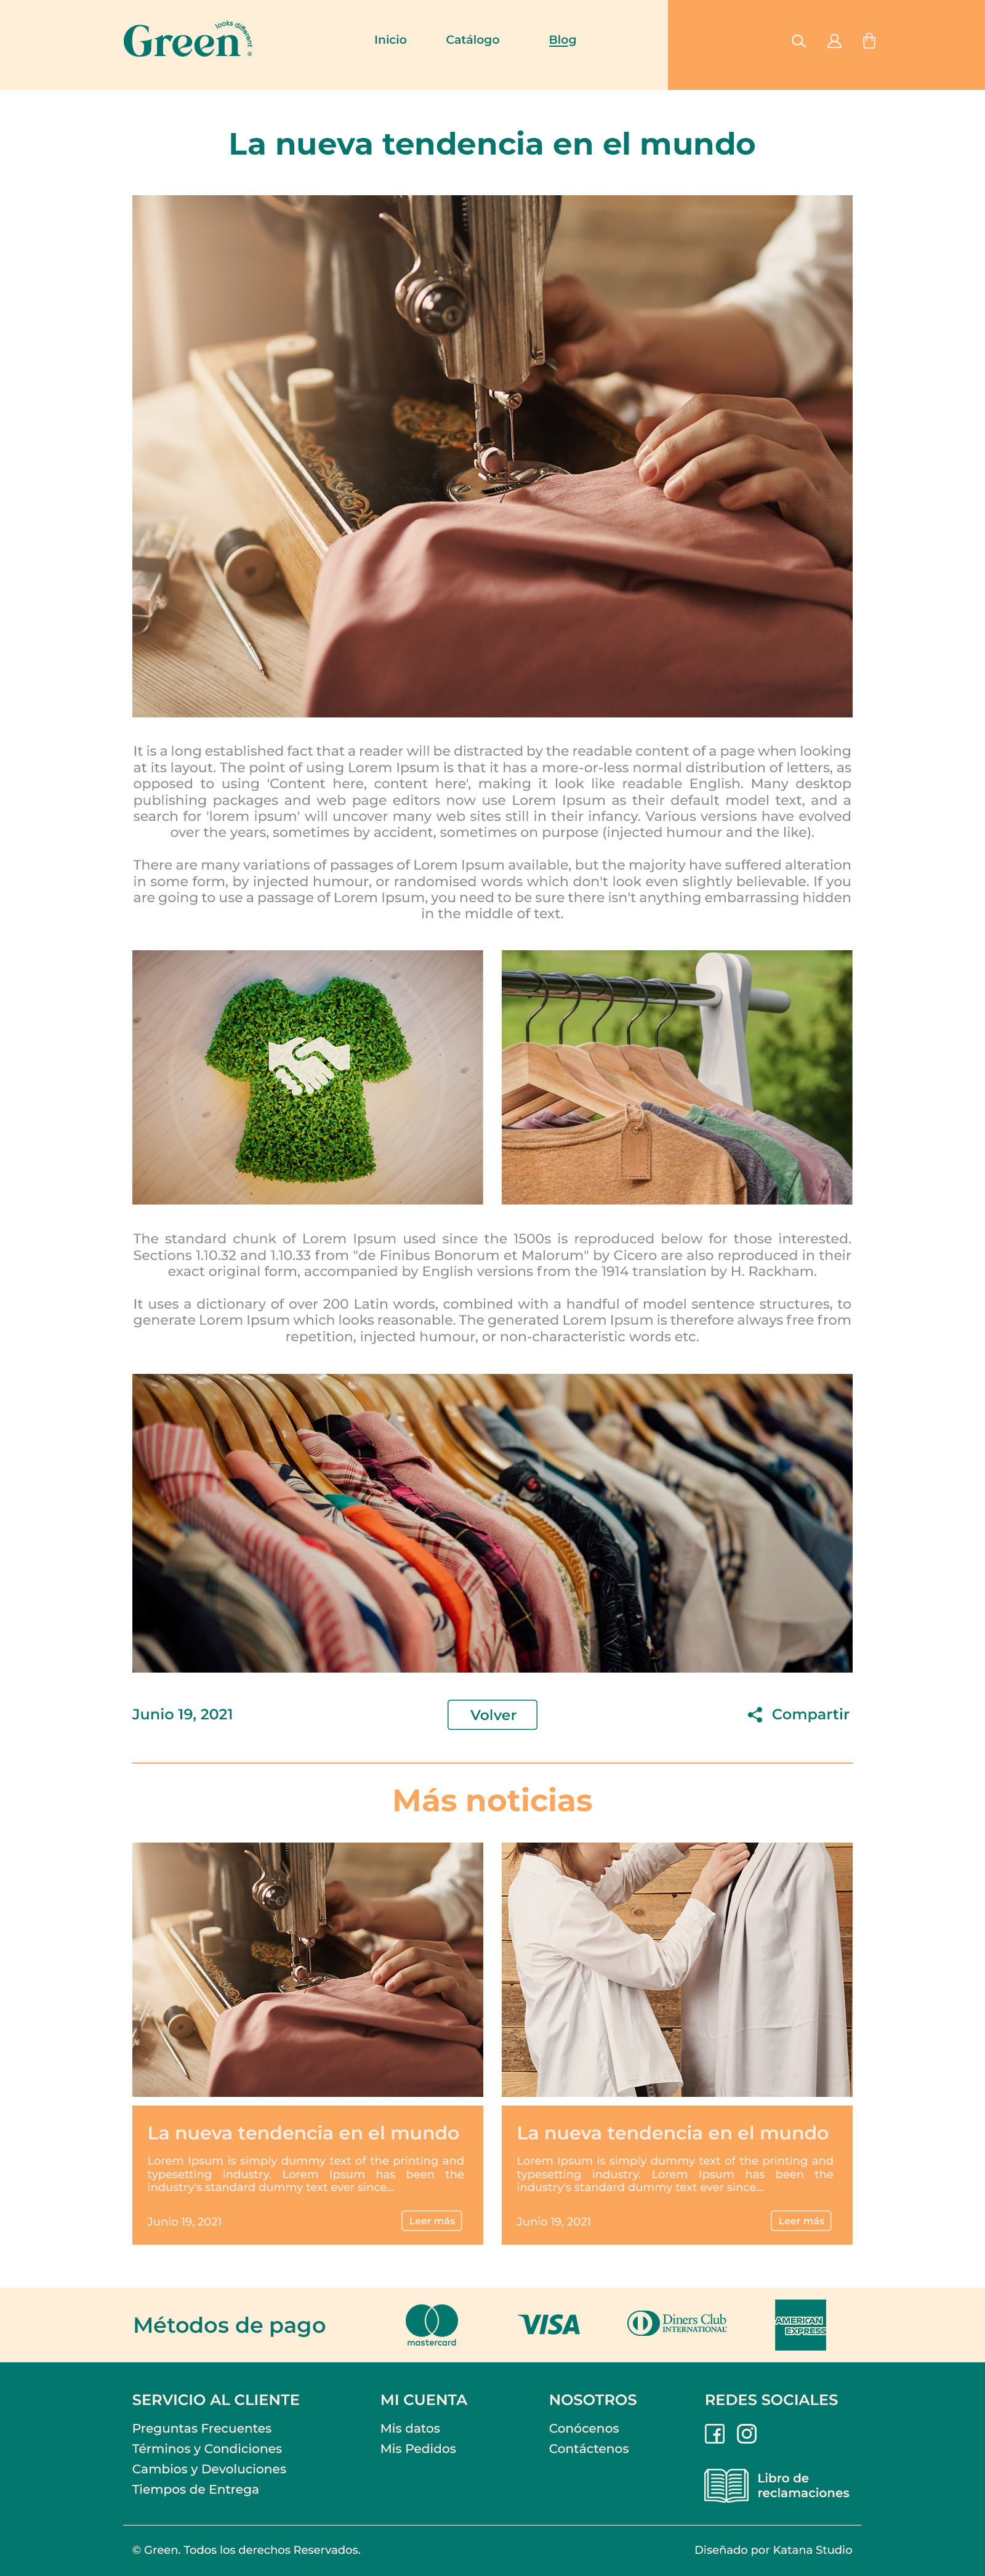 Green
looks different
®
Inicio
Catálogo
Blog
La nueva tendencia en el mundo
It is a long established fact that a reader will be distracted by the readable content of a page when looking
at its layout. The point of using Lorem Ipsum is that it has a more-or-less normal distribution of letters, as
opposed to using 'Content here, content here', making it look like readable English. Many desktop
publishing packages and web page editors now use Lorem Ipsum as their default model text, and a
search for 'lorem ipsum' will uncover many web sites still in their infancy. Various versions have evolved
over the years, sometimes by accident, sometimes on purpose (injected humour and the like).
There are many variations of passages of Lorem Ipsum available, but the majority have suffered alteration
in some form, by injected humour, or randomised words which don't look even slightly believable. If you
are going to use a passage of Lorem Ipsum, you need to be sure there isn't anything embarrassing hidden
in the middle of text.
The standard chunk of Lorem Ipsum used since the 1500s is reproduced below for those interested.
Sections 1.10.32 and 1.10.33 from "de Finibus Bonorum et Malorum" by Cicero are also reproduced in their
exact original form, accompanied by English versions from the 1914 translation by H. Rackham.
It uses a dictionary of over 200 Latin words, combined with a handful of model sentence structures, to
generate Lorem Ipsum which looks reasonable. The generated Lorem Ipsum is therefore always free from
repetition, injected humour, or non-characteristic words etc.
Junio 19, 2021
Volver
Compartir
Más noticias
La nueva tendencia en el mundo
Lorem Ipsum is simply dummy text of the printing and
typesetting industry. Lorem Ipsum has been the
industry's standard dummy text ever since...
Junio 19, 2021
Leer más
La nueva tendencia en el mundo
Lorem Ipsum is simply dummy text of the printing and
typesetting industry. Lorem Ipsum has been the
industry's standard dummy text ever since...
Junio 19, 2021
Leer más
Métodos de pago
mastercard
VISA
Diners Club
INTERNATIONAL
AMERICAN
EXPRESS
SERVICIO AL CLIENTE
Preguntas Frecuentes
Términos y Condiciones
Cambios y Devoluciones
Tiempos de Entrega
MI CUENTA
Mis datos
Mis Pedidos
NOSOTROS
Conócenos
Contáctenos
REDES SOCIALES
Libro de
reclamaciones
© Green. Todos los derechos Reservados.
Diseñado por Katana Studio